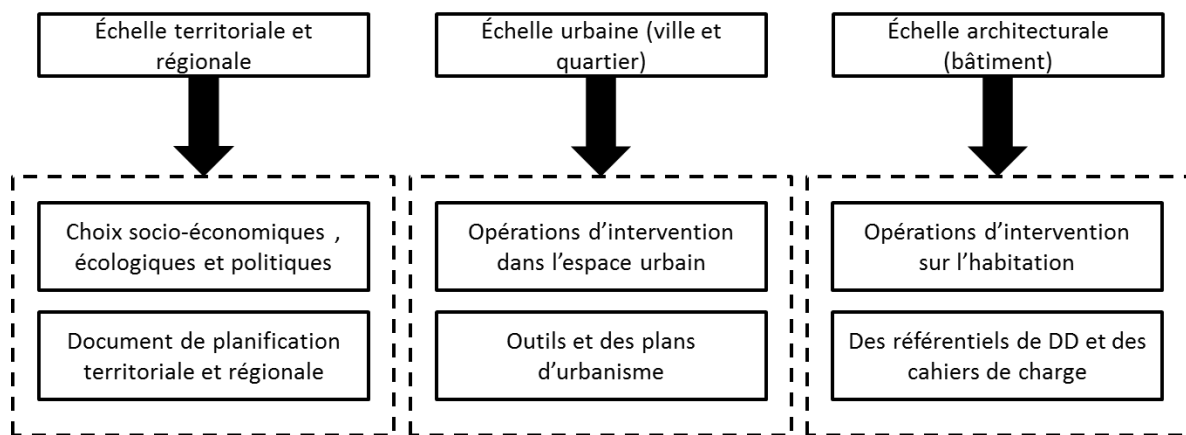 Échelle territoriale et
régionale
Échelle urbaine (ville et
quartier)
Échelle architecturale
(bâtiment)
Choix socio-économiques ,
écologiques et politiques
Document de planification
territoriale et régionale
Opérations d’intervention
dans l’espace urbain
Outils et des plans
d’urbanisme
Opérations d’intervention
sur l’habitation
Des référentiels de DD et des
cahiers de charge